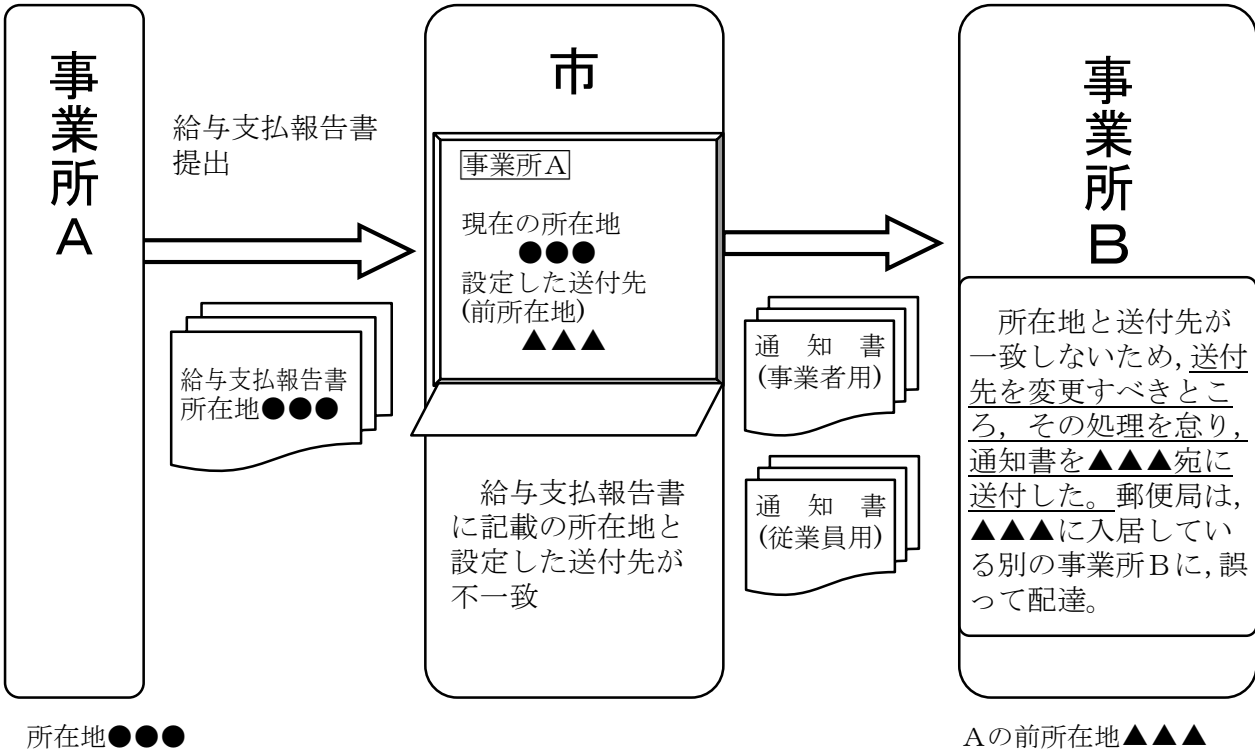 事業所A
給与支払報告書
提出
給与支払報告書
所在地●●●
所在地●●●
市
事業所A
現在の所在地
●●●
設定した送付先
(前所在地)
▲▲▲
給与支払報告書
に記載の所在地と
設定した送付先が
不一致
通 知 書
(事業者用)
通 知 書
(従業員用)
事業所B
所在地と送付先が
一致しないため,送付
先を変更すべきとこ
ろ,その処理を怠り,
通知書を▲▲▲宛に
送付した。郵便局は,
▲▲▲に入居してい
る別の事業所Bに,誤
って配達。
Aの前所在地▲▲▲